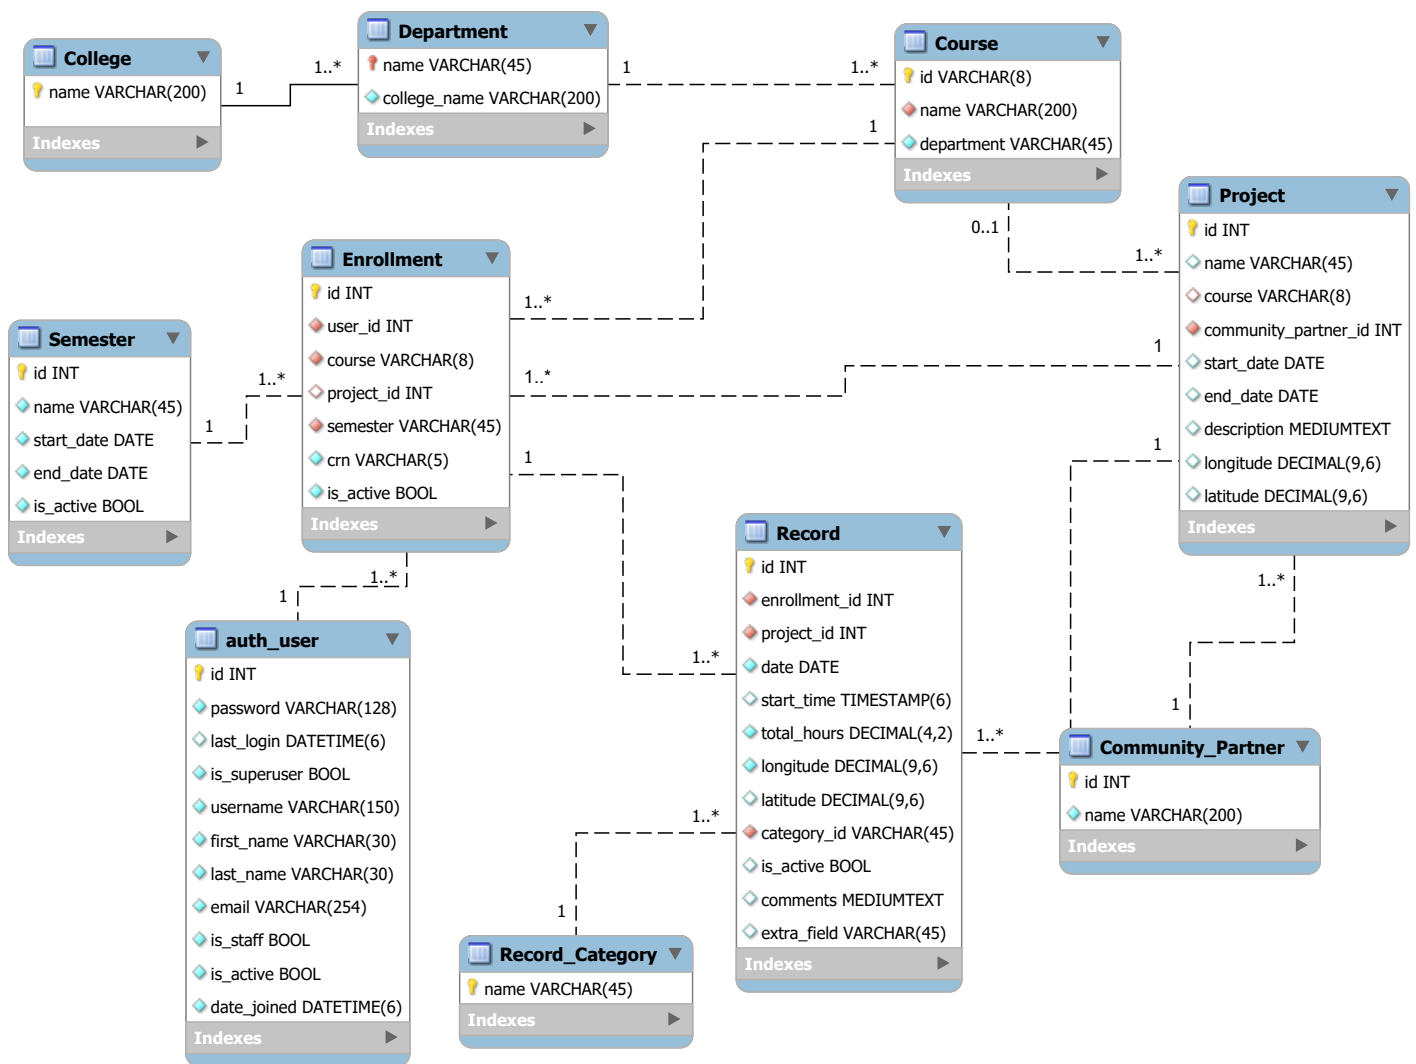 College
name VARCHAR(200)
Indexes
1
1..*
Department
name VARCHAR(45)
college_name VARCHAR(200)
Indexes
1
1..*
Course
id VARCHAR(8)
name VARCHAR(200)
department VARCHAR(45)
Indexes
1
0..1
1..*
Project
id INT
name VARCHAR(45)
course VARCHAR(8)
community_partner_id INT
start_date DATE
end_date DATE
description MEDIUMTEXT
longitude DECIMAL(9,6)
latitude DECIMAL(9,6)
Indexes
1
1
1..*
Enrollment
id INT
user_id INT
course VARCHAR(8)
project_id INT
semester VARCHAR(45)
crn VARCHAR(5)
is_active BOOL
Indexes
1..*
1..*
1
1..*
1..*
Semester
id INT
name VARCHAR(45)
start_date DATE
end_date DATE
is_active BOOL
Indexes
1
auth_user
id INT
password VARCHAR(128)
last_login DATETIME(6)
is_superuser BOOL
username VARCHAR(150)
first_name VARCHAR(30)
last_name VARCHAR(30)
email VARCHAR(254)
is_staff BOOL
is_active BOOL
date_joined DATETIME(6)
Indexes
1
Record
id INT
enrollment_id INT
project_id INT
date DATE
start_time TIMESTAMP(6)
total_hours DECIMAL(4,2)
longitude DECIMAL(9,6)
latitude DECIMAL(9,6)
category_id VARCHAR(45)
is_active BOOL
comments MEDIUMTEXT
extra_field VARCHAR(45)
Indexes
1..*
1..*
1..*
Record_Category
name VARCHAR(45)
Indexes
1
Community_Partner
id INT
name VARCHAR(200)
Indexes
1